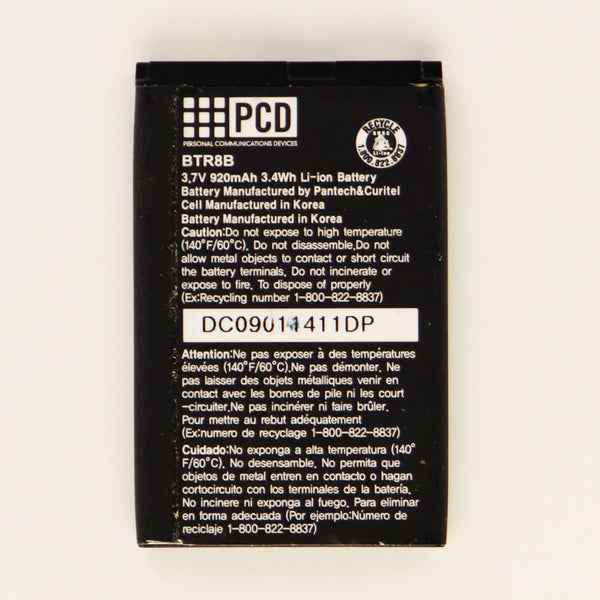 PCD
PERSONAL COMMUNICATIONS DEVICES
RECYCLE
Li-ion
1.800.822.8837
BTR8B
3,7V 920mAh 3.4Wh Li-ion Battery
Battery Manufactured by Pantech&Curitel
Cell Manufactured in Korea
Battery Manufactured in Korea
Caution:Do not expose to high temperature
(140°F/60°C). Do not disassemble.Do not
allow metal objects to contact or short circuit
the battery terminals. Do not incinerate or
expose to fire. To dispose of properly
(Ex:Recycling number 1-800-822-8837)
DC09011411DP
Attention:Ne pas exposer à des températures
élevées (140°F/60°C).Ne pas démonter. Ne
pas laisser des objets métalliques venir en
contact avec les bornes de pile ni les court
-circuiter.Ne pas incinérer ni faire brûler.
Pour mettre au rebut adéquatement
(Ex:numero de recyclage 1-800-822-8837)
Cuidado:No exponga a alta temperatura (140°
F/60°C). No desensamble. No permita que
objetos de metal entren en contacto o hagan
cortocircuito con los terminales de la batería.
No incinere ni exponga al fuego. Para eliminar
en forma adecuada (Por ejemplo:Número de
reciclaje 1-800-822-8837)